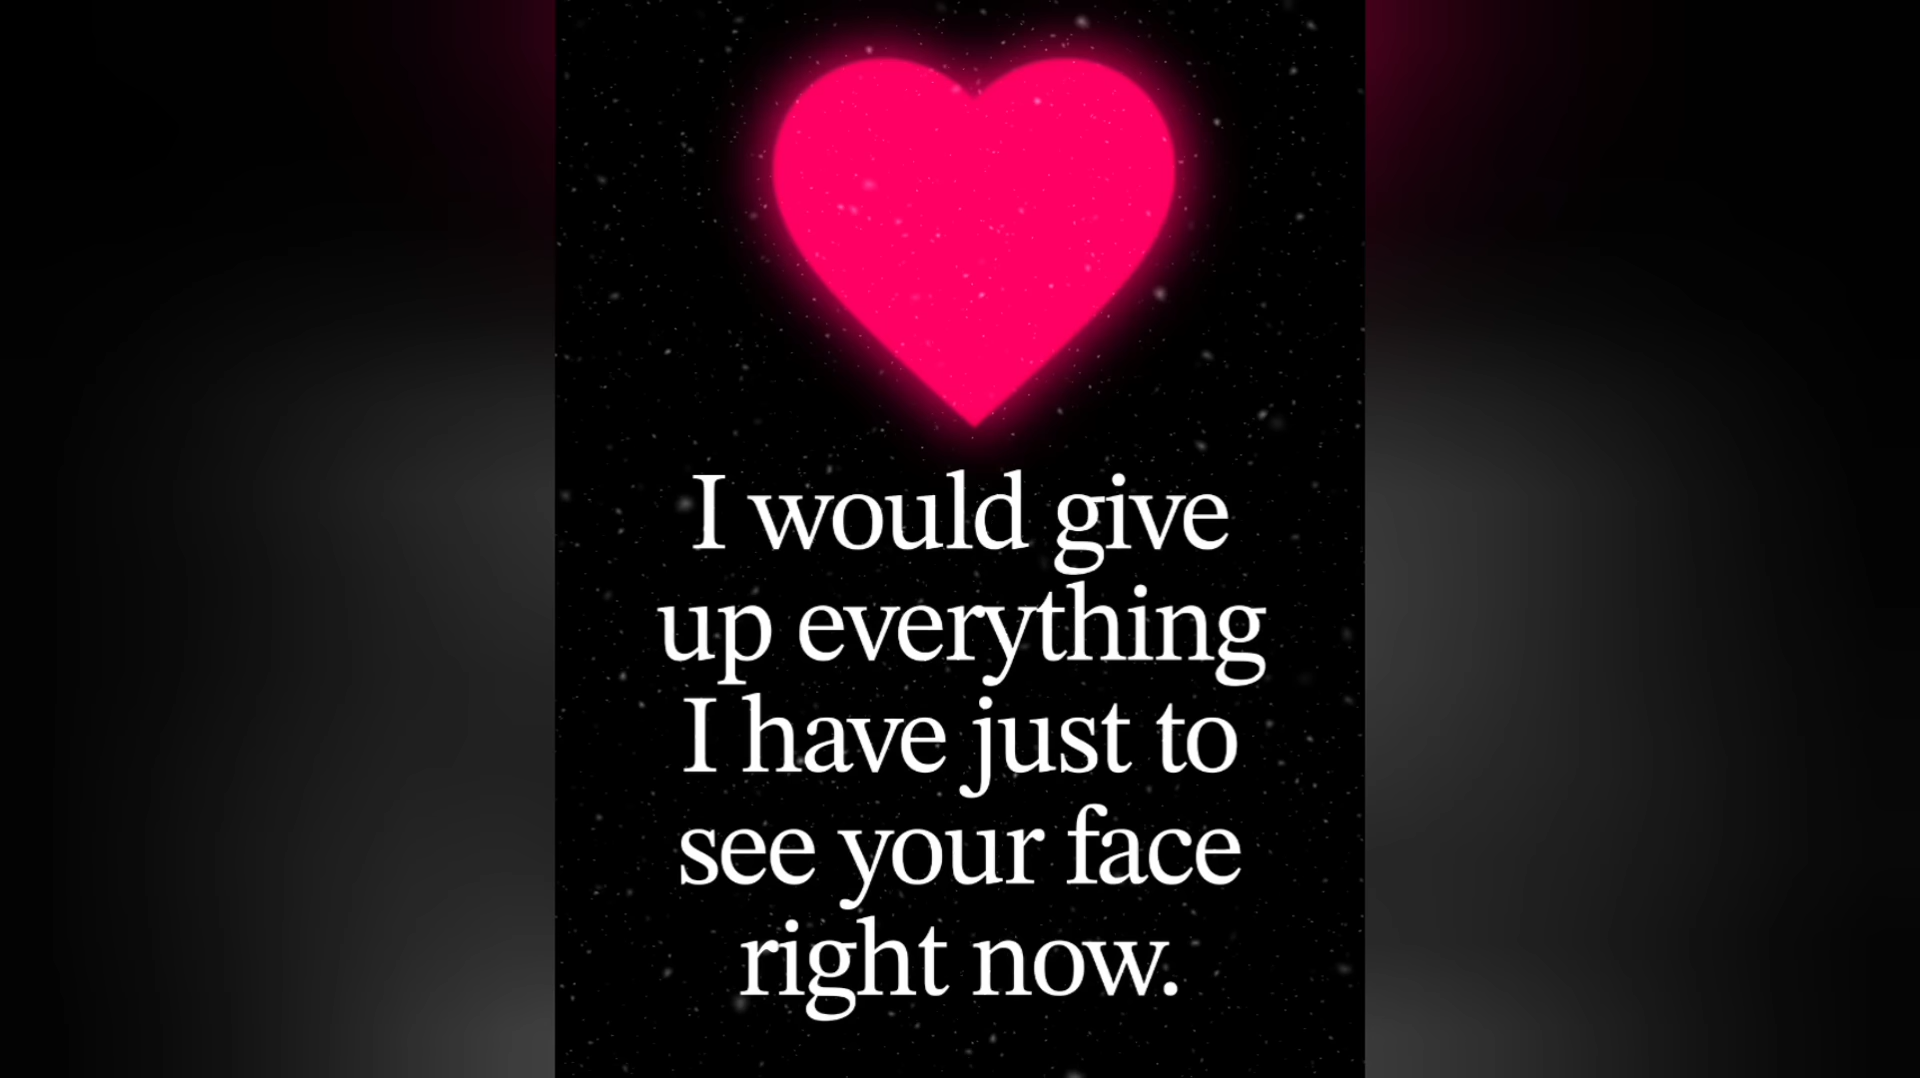 I would give
up everything
I have just to
see your face
right now.